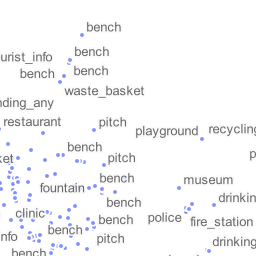 bench
urist_info
bench
bench
bench
waste_basket
nding_any
restaurant
pitch
playground
recycling
bench
p
ket
pitch
bench
museum
fountain
bench
drinkin
clinic
bench
police
fire_station
bench
nfo
pitch
drinking
bench